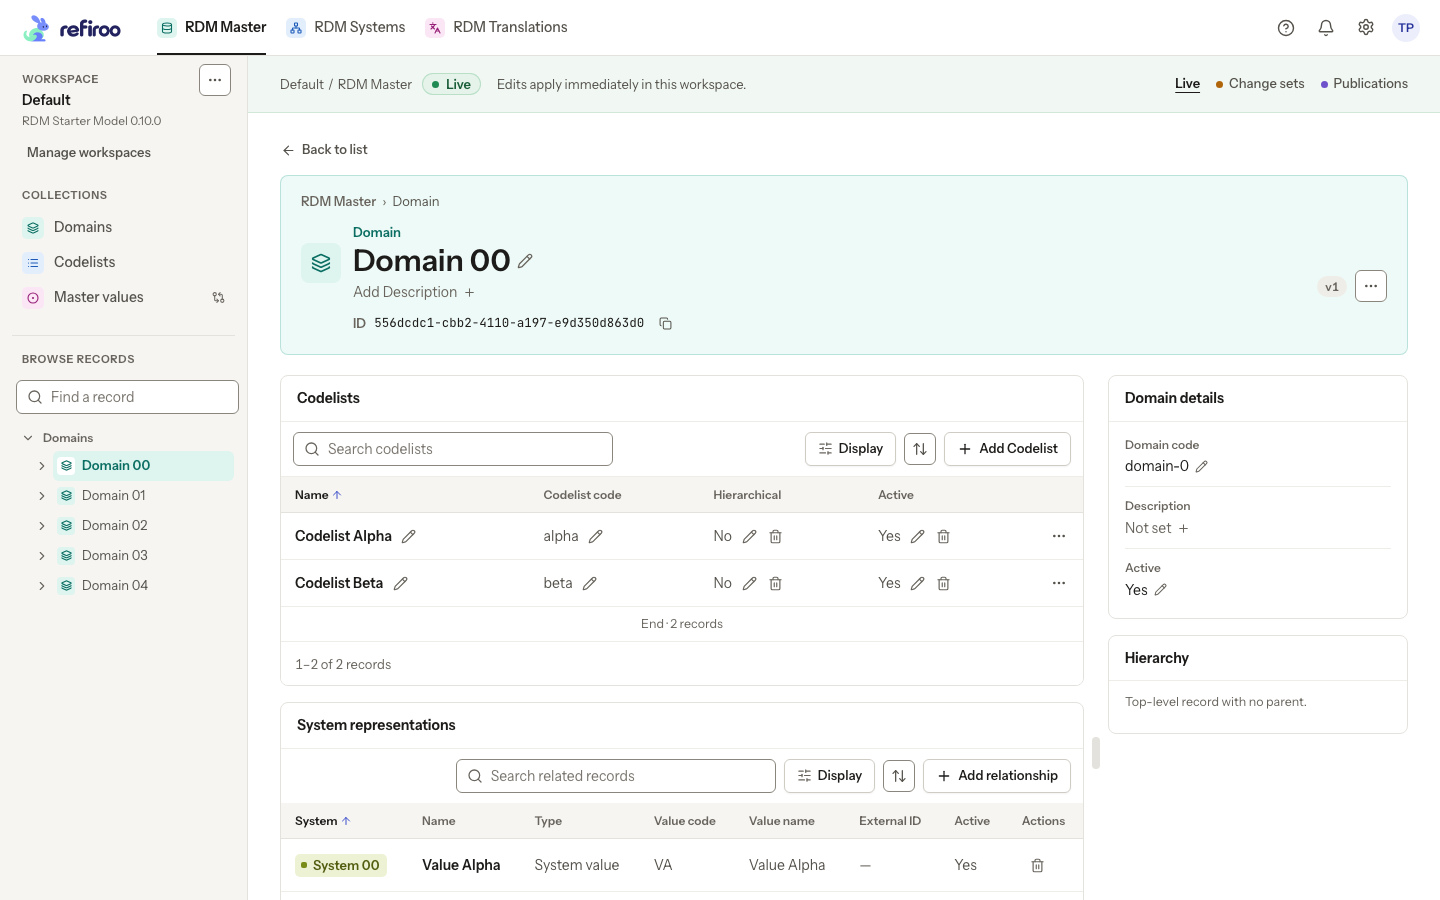 refiroo
RDM Master
RDM Systems
RDM Translations
TP
WORKSPACE
Default
RDM Starter Model 0.10.0
Manage workspaces
COLLECTIONS
Domains
Codelists
Master values
BROWSE RECORDS
Find a record
Domains
Domain 00
Domain 01
Domain 02
Domain 03
Domain 04
Default / RDM Master
Live
Edits apply immediately in this workspace.
Live
Change sets
Publications
Back to list
RDM Master › Domain
Domain
Domain 00
Add Description
ID 556dcdc1-cbb2-4110-a197-e9d350d863d0
v1
Codelists
Search codelists
Display
Add Codelist
Name Codelist code Hierarchical Active
Codelist Alpha alpha No Yes
Codelist Beta beta No Yes
End · 2 records
1–2 of 2 records
System representations
Search related records
Display
Add relationship
System Name Type Value code Value name External ID Active Actions
System 00 Value Alpha System value VA Value Alpha — Yes
Domain details
Domain code
domain-0
Description
Not set
Active
Yes
Hierarchy
Top-level record with no parent.